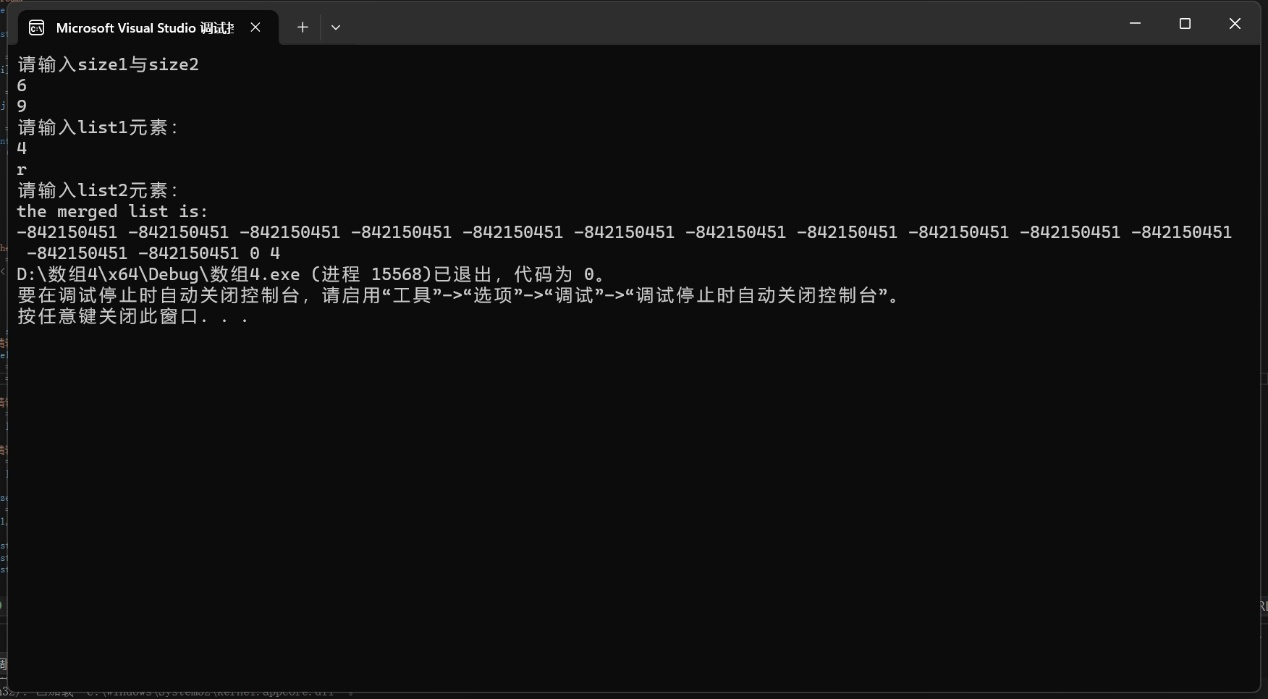 Microsoft Visual Studio 调试
请输入size1与size2
6
9
请输入list1元素：
4
r
请输入list2元素：
the merged list is:
-842150451 -842150451 -842150451 -842150451 -842150451 -842150451 -842150451 -842150451 -842150451 -842150451 -842150451
-842150451 -842150451 0 4
D:\数组4\x64\Debug\数组4.exe (进程 15568)已退出，代码为 0。
要在调试停止时自动关闭控制台，请启用“工具”->“选项”->“调试”->“调试停止时自动关闭控制台”。
按任意键关闭此窗口. . .